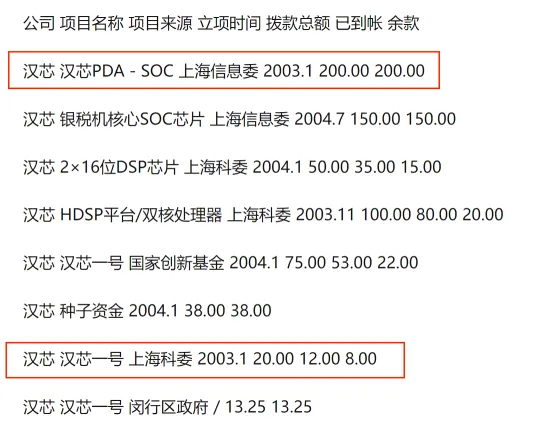 公司 项目名称 项目来源 立项时间 拨款总额 已到帐 余款
汉芯 汉芯PDA - SOC 上海信息委 2003.1 200.00 200.00
汉芯 银税机核心SOC芯片 上海信息委 2004.7 150.00 150.00
汉芯 2×16位DSP芯片 上海科委 2004.1 50.00 35.00 15.00
汉芯 HDSP平台/双核处理器 上海科委 2003.11 100.00 80.00 20.00
汉芯 汉芯一号 国家创新基金 2004.1 75.00 53.00 22.00
汉芯 种子资金 2004.1 38.00 38.00
汉芯 汉芯一号 上海科委 2003.1 20.00 12.00 8.00
汉芯 汉芯一号 闵行区政府 / 13.25 13.25